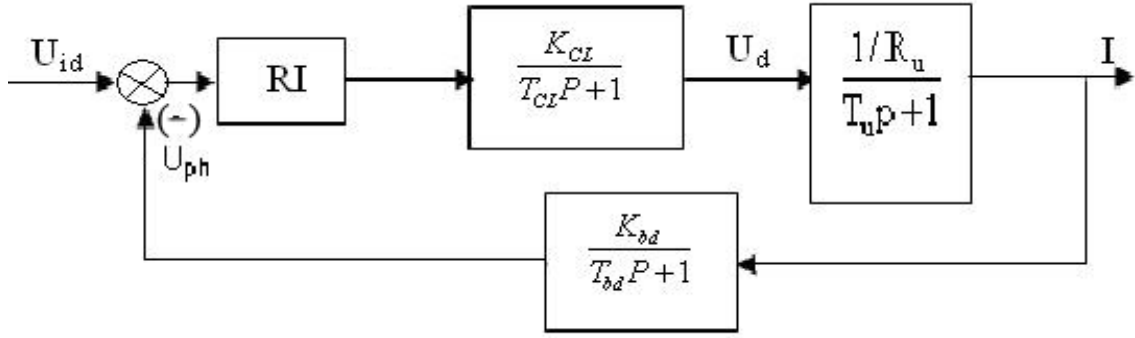 U_id
RI
K_CL
T_CL P + 1
U_d
1/R_u
T_u p + 1
I
(-)
U_ph
K_bd
T_bd P + 1